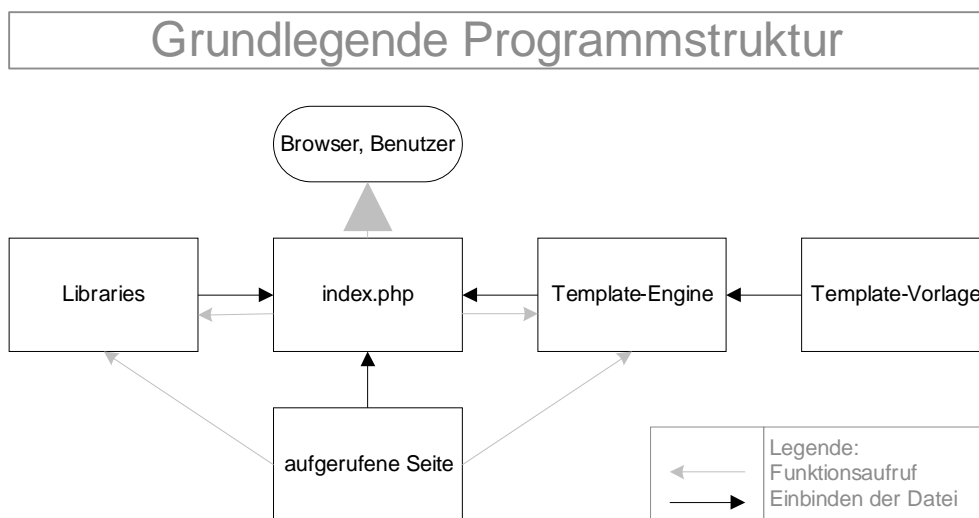 Grundlegende Programmstruktur
Browser, Benutzer
Libraries
index.php
Template-Engine
Template-Vorlage
aufgerufene Seite
Legende:
Funktionsaufruf
Einbinden der Datei